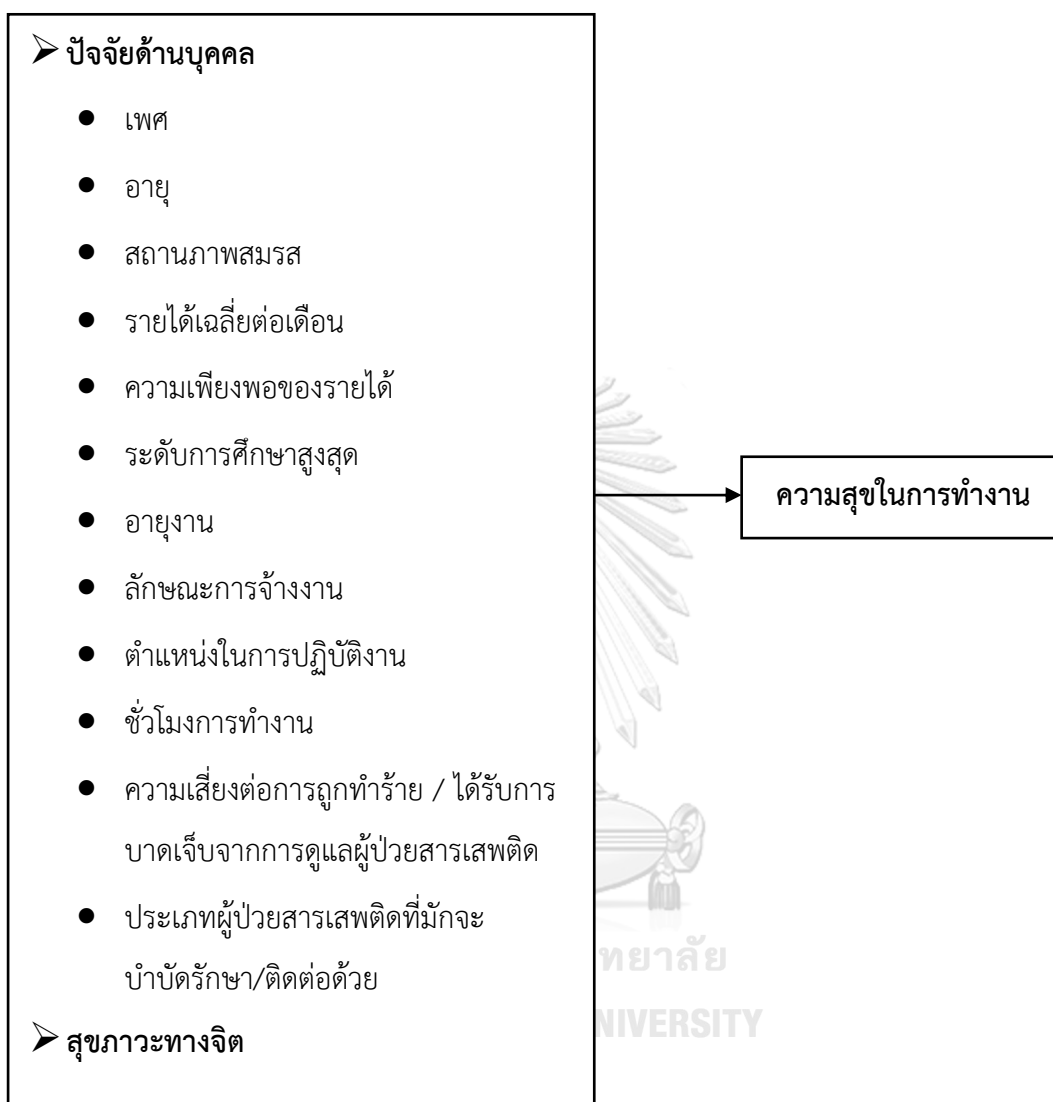 ➢ ปัจจัยด้านบุคคล
● เพศ
● อายุ
● สถานภาพสมรส
● รายได้เฉลี่ยต่อเดือน
● ความเพียงพอของรายได้
● ระดับการศึกษาสูงสุด
● อายุงาน
● ลักษณะการจ้างงาน
● ตำแหน่งในการปฏิบัติงาน
● ชั่วโมงการทำงาน
● ความเสี่ยงต่อการถูกทำร้าย / ได้รับการ
บาดเจ็บจากการดูแลผู้ป่วยสารเสพติด
● ประเภทผู้ป่วยสารเสพติดที่มักจะ
บำบัดรักษา/ติดต่อด้วย
➢ สุขภาวะทางจิต
ความสุขในการทำงาน
ทยาลัย
NIVERSITY